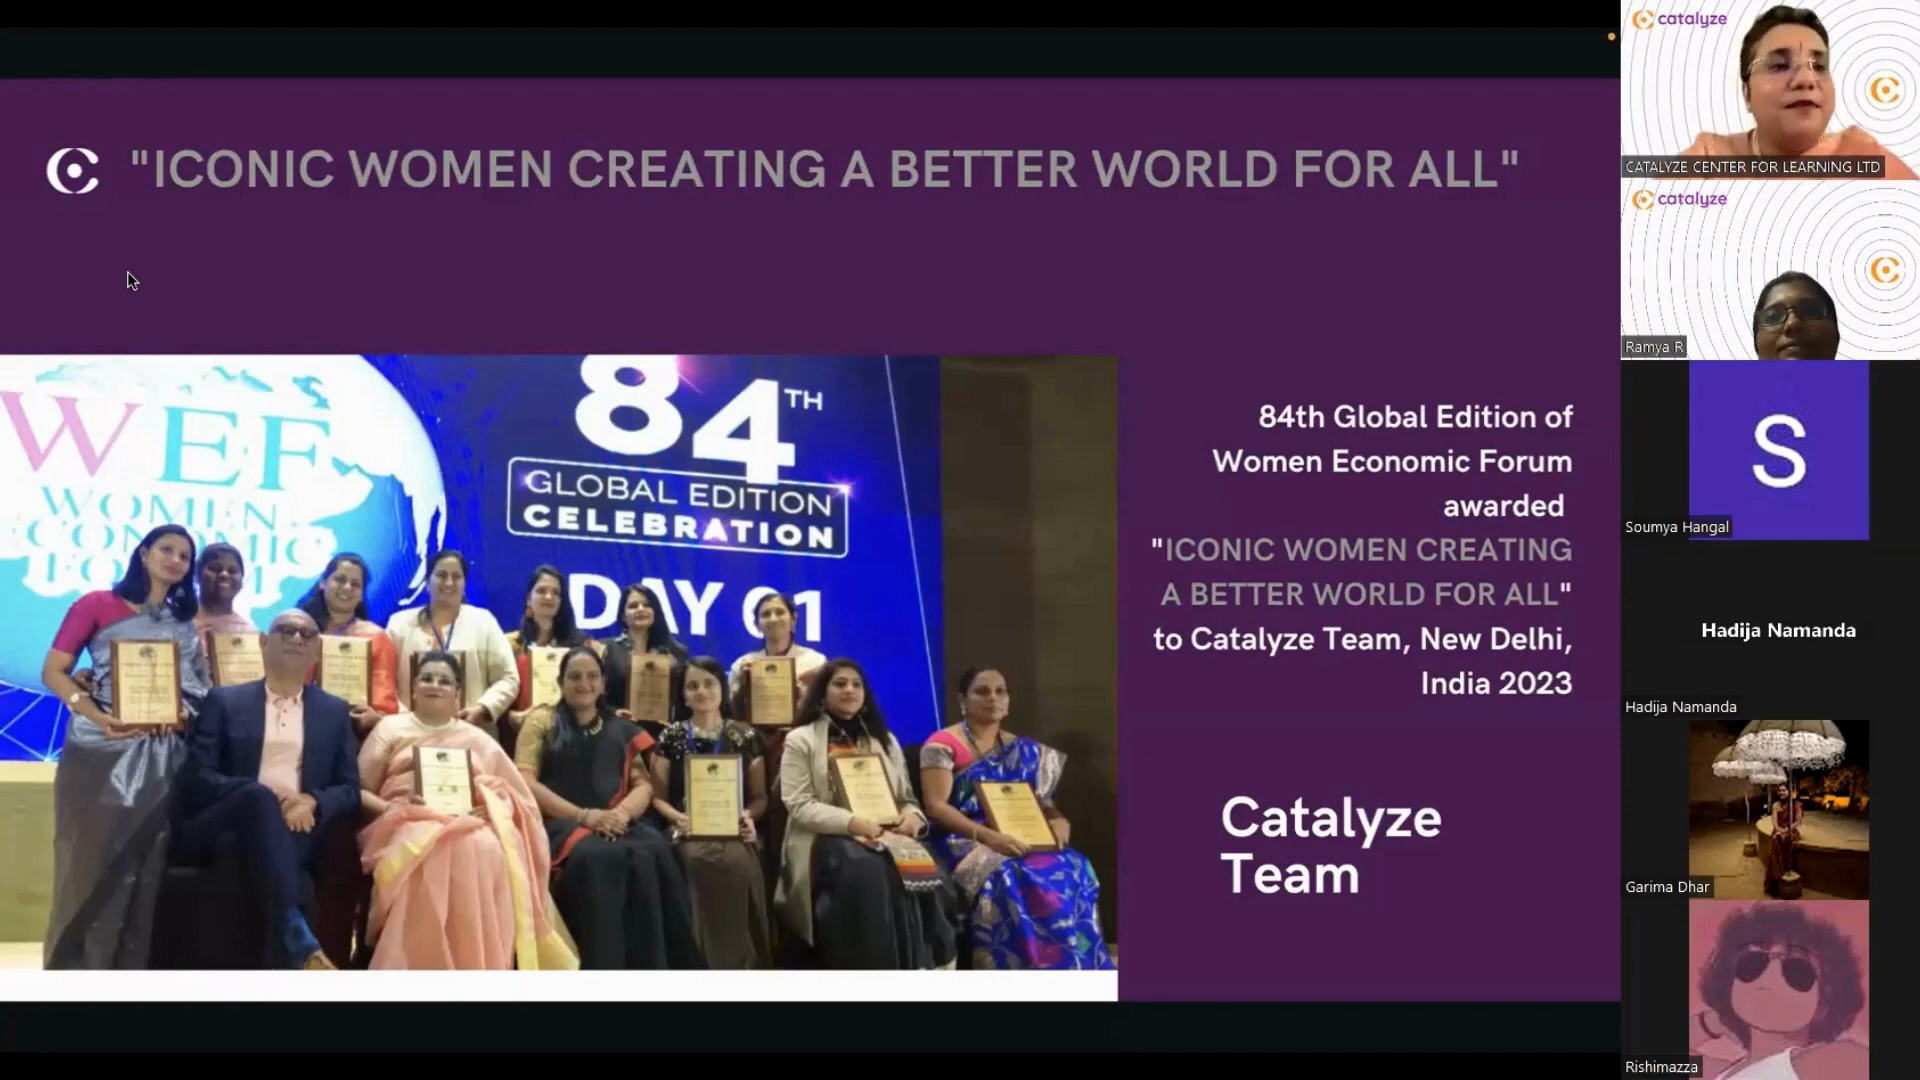 "ICONIC WOMEN CREATING A BETTER WORLD FOR ALL"
WEF
WOMEN
ECONOMIC
84TH
GLOBAL EDITION
CELEBRATION
DAY 01
84th Global Edition of
Women Economic Forum
awarded
"ICONIC WOMEN CREATING
A BETTER WORLD FOR ALL"
to Catalyze Team, New Delhi,
India 2023
Catalyze
Team
catalyze
CATALYZE CENTER FOR LEARNING LTD
catalyze
Ramya R
S
Soumya Hangal
Hadija Namanda
Hadija Namanda
Garima Dhar
Rishimazza